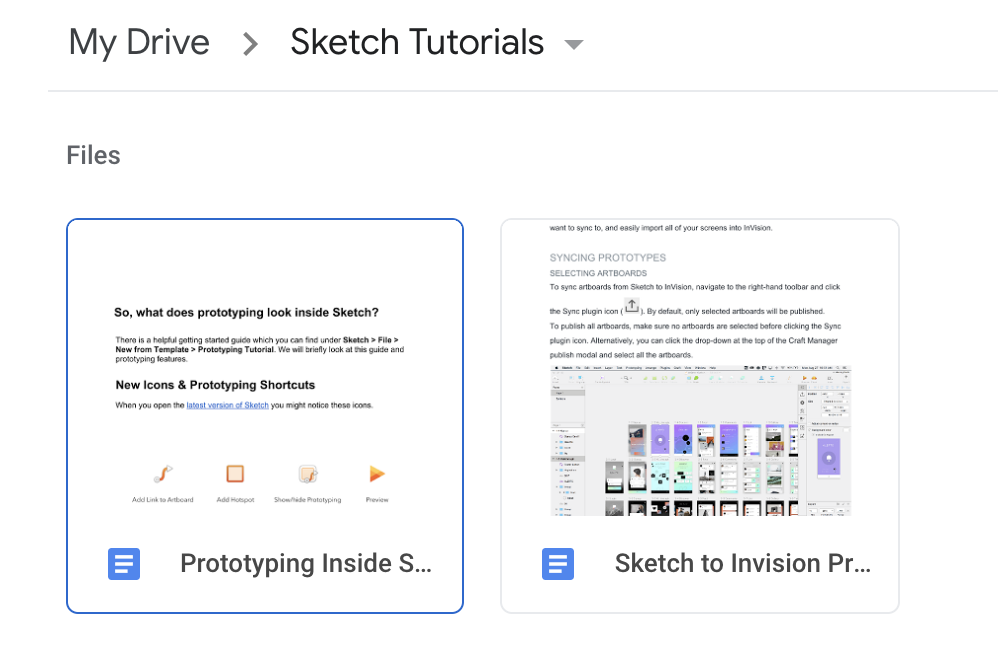 My Drive > Sketch Tutorials
Files
So, what does prototyping look inside Sketch?
There is a helpful getting started guide which you can find under Sketch > File >
New from Template > Prototyping Tutorial. We will briefly look at this guide and
prototyping features.
New Icons & Prototyping Shortcuts
When you open the latest version of Sketch you might notice these icons.
Add Link to Artboard Add Hotspot Show/hide Prototyping Preview
Prototyping Inside S...
want to sync to, and easily import all of your screens into InVision.
SYNCING PROTOTYPES
SELECTING ARTBOARDS
To sync artboards from Sketch to InVision, navigate to the right-hand toolbar and click
the Sync plugin icon ( ). By default, only selected artboards will be published.
To publish all artboards, make sure no artboards are selected before clicking the Sync
plugin icon. Alternatively, you can click the drop-down at the top of the Craft Manager
publish modal and select all the artboards.
Sketch to Invision Pr...